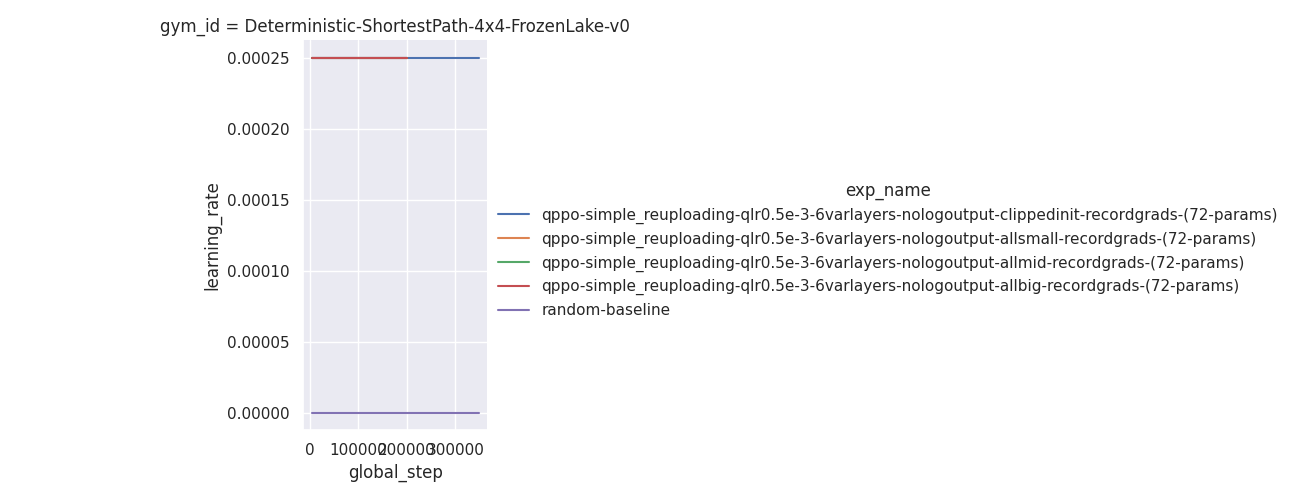 gym_id = Deterministic-ShortestPath-4x4-FrozenLake-v0
0.00025
0.00020
0.00015
0.00010
0.00005
0.00000
learning_rate
0 100000 200000 300000
global_step
exp_name
qppo-simple_reuploading-qlr0.5e-3-6varlayers-nologoutput-clippedinit-recordgrads-(72-params)
qppo-simple_reuploading-qlr0.5e-3-6varlayers-nologoutput-allsmall-recordgrads-(72-params)
qppo-simple_reuploading-qlr0.5e-3-6varlayers-nologoutput-allmid-recordgrads-(72-params)
qppo-simple_reuploading-qlr0.5e-3-6varlayers-nologoutput-allbig-recordgrads-(72-params)
random-baseline